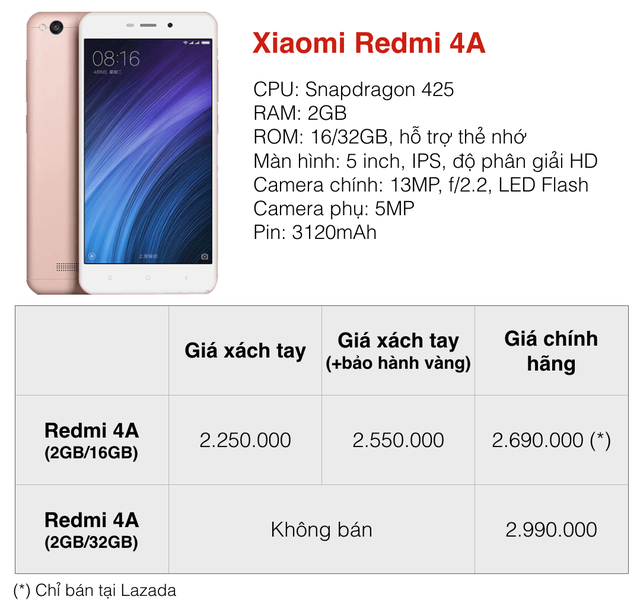 08:16
Xiaomi Redmi 4A
CPU: Snapdragon 425
RAM: 2GB
ROM: 16/32GB, hỗ trợ thẻ nhớ
Màn hình: 5 inch, IPS, độ phân giải HD
Camera chính: 13MP, f/2.2, LED Flash
Camera phụ: 5MP
Pin: 3120mAh
Giá xách tay
Giá xách tay
(+bảo hành vàng)
Giá chính
hãng
Redmi 4A
(2GB/16GB)
2.250.000
2.550.000
2.690.000 (*)
Redmi 4A
(2GB/32GB)
Không bán
2.990.000
(*) Chỉ bán tại Lazada